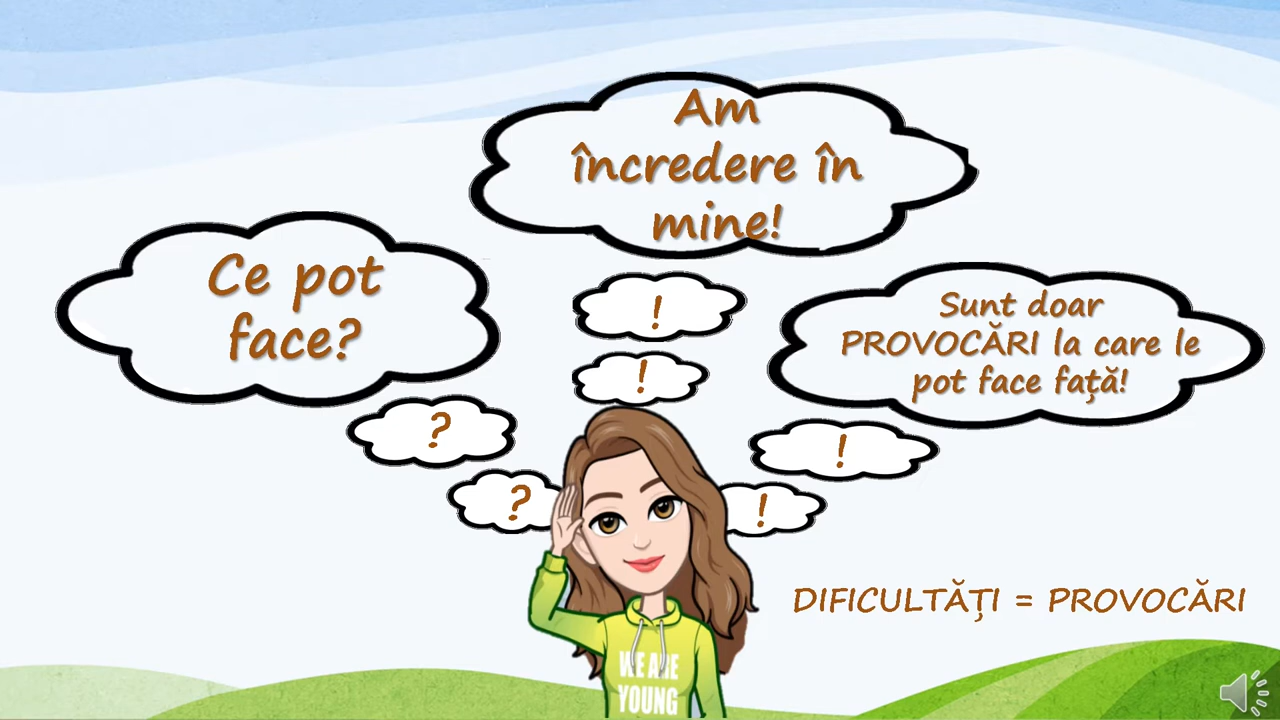 Am
încredere în
mine!
Ce pot
face?
Sunt doar
PROVOCĂRI la care le
pot face față!
!
!
?
?
!
!
DIFICULTĂȚI = PROVOCĂRI
WE ARE
YOUNG